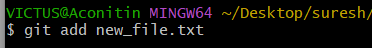 VICTUS@Aconitin MINGW64 ~/Desktop/suresh/
$ git add new_file.txt